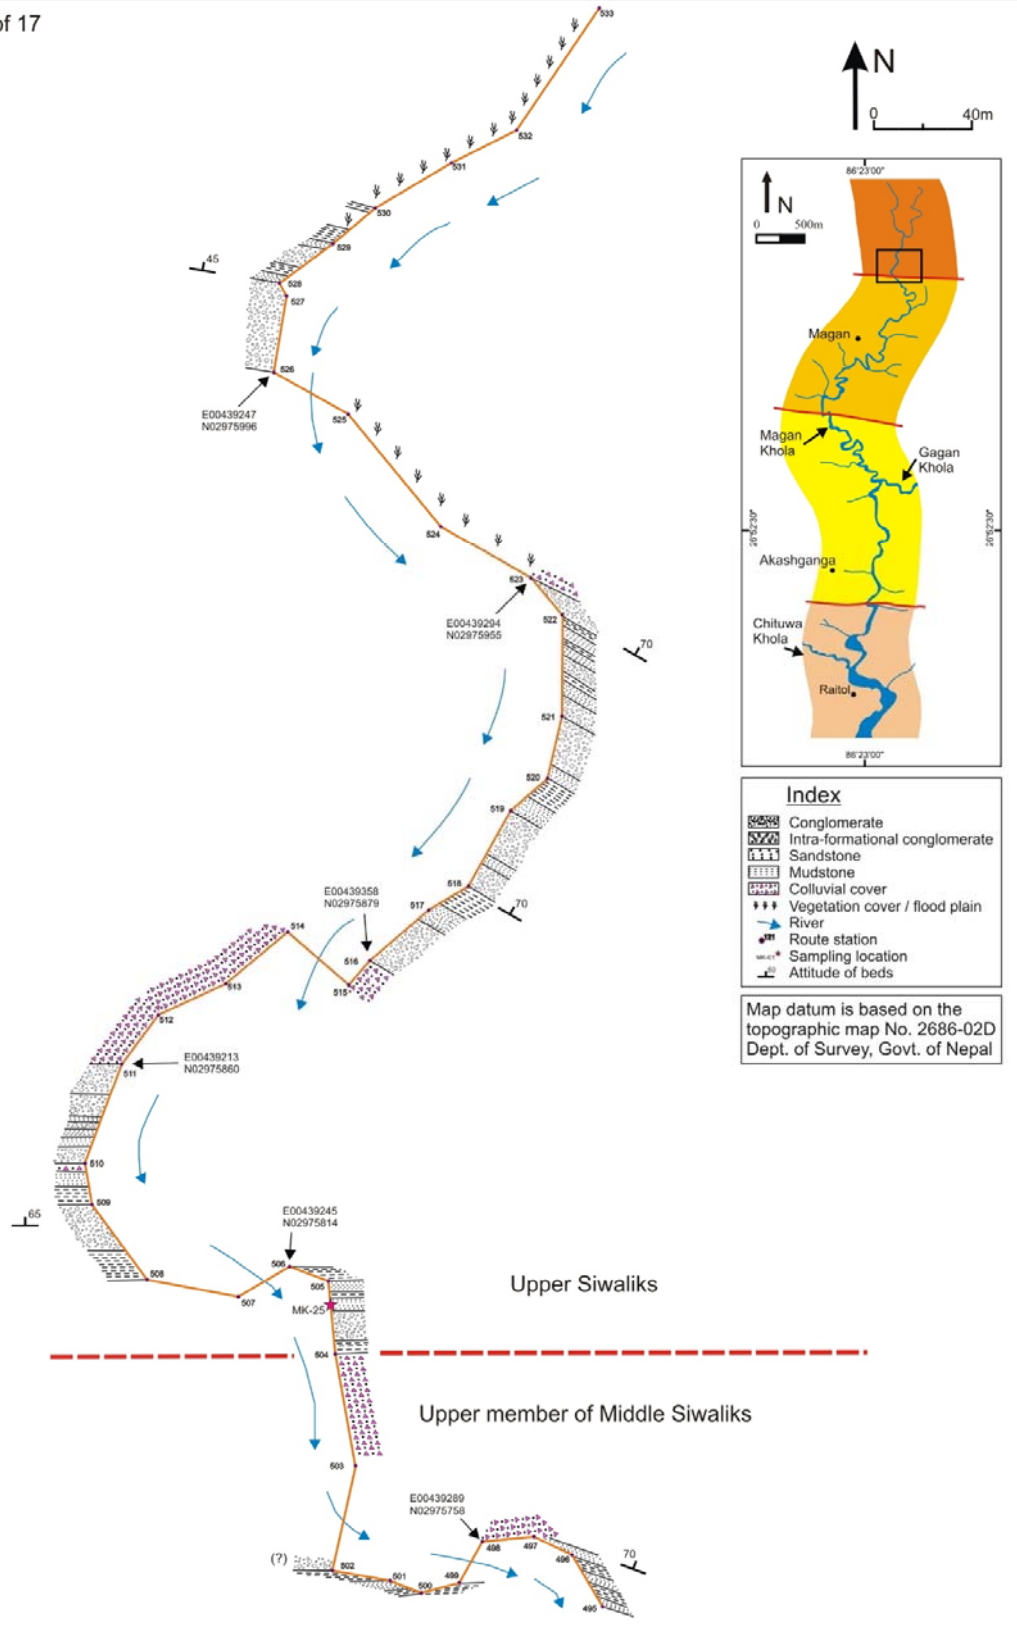 of 17
533
N
0 40m
532
531
530
529
45
528
527
526
E00439247
N02975996
525
524
523
E00439294
N02975955
522
70
521
520
519
518
517
70
E00439358
N02975879
516
515
514
513
512
E00439213
N02975860
511
510
509
65
508
507
E00439245
N02975814
506
505
MK-25
504
Upper Siwaliks
Upper member of Middle Siwaliks
503
E00439289
N02975758
498
497
496
70
495
(?)
502
501
500
499
86°23'00"
N
0 500m
Magan
Magan
Khola
Gagan
Khola
26°52'30"
26°52'30"
Akashganga
Chituwa
Khola
Raitol
86°23'00"
Index
Conglomerate
Intra-formational conglomerate
Sandstone
Mudstone
Colluvial cover
Vegetation cover / flood plain
River
Route station
Sampling location
Attitude of beds
Map datum is based on the
topographic map No. 2686-02D
Dept. of Survey, Govt. of Nepal